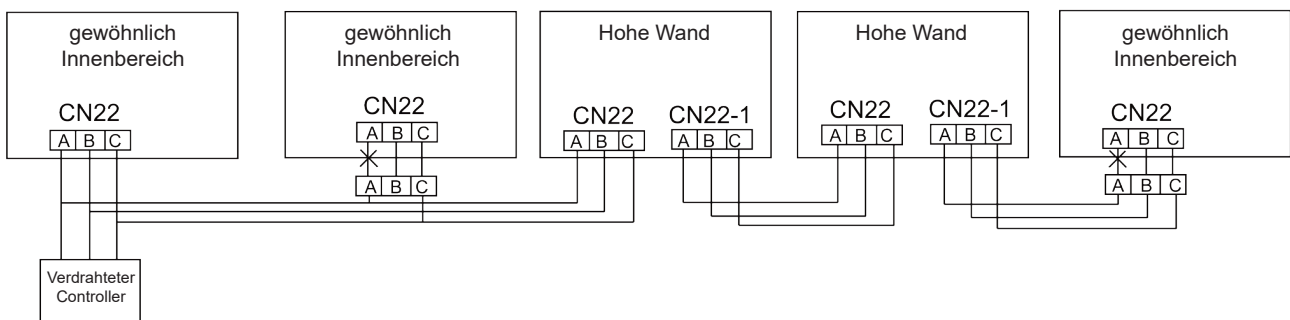 gewöhnlich
Innenbereich
CN22
A B C
gewöhnlich
Innenbereich
CN22
A B C
A B C
Hohe Wand
CN22
A B C
CN22-1
A B C
Hohe Wand
CN22
A B C
CN22-1
A B C
gewöhnlich
Innenbereich
CN22
A B C
A B C
Verdrahteter
Controller